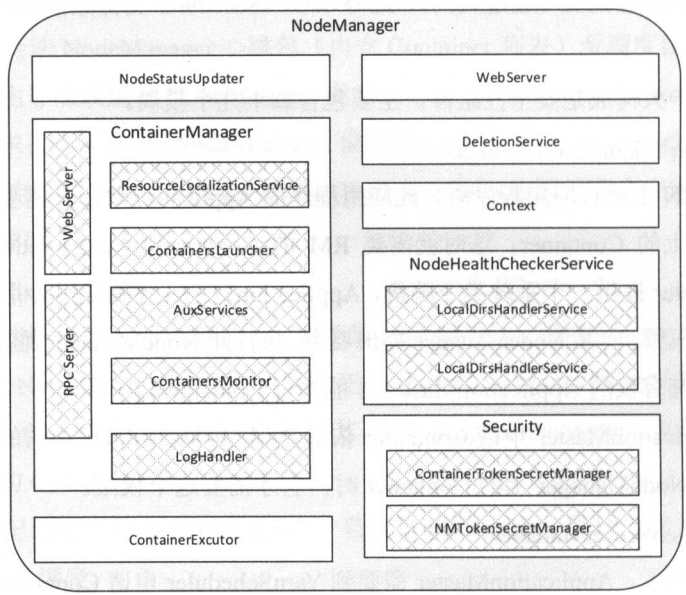 NodeManager
NodeStatusUpdater
ContainerManager
Web Server
RPC Server
ResourceLocalizationService
ContainersLauncher
AuxServices
ContainersMonitor
LogHandler
ContainerExcutor
WebServer
DeletionService
Context
NodeHealthCheckerService
LocalDirsHandlerService
LocalDirsHandlerService
Security
ContainerTokenSecretManager
NMTokenSecretManager